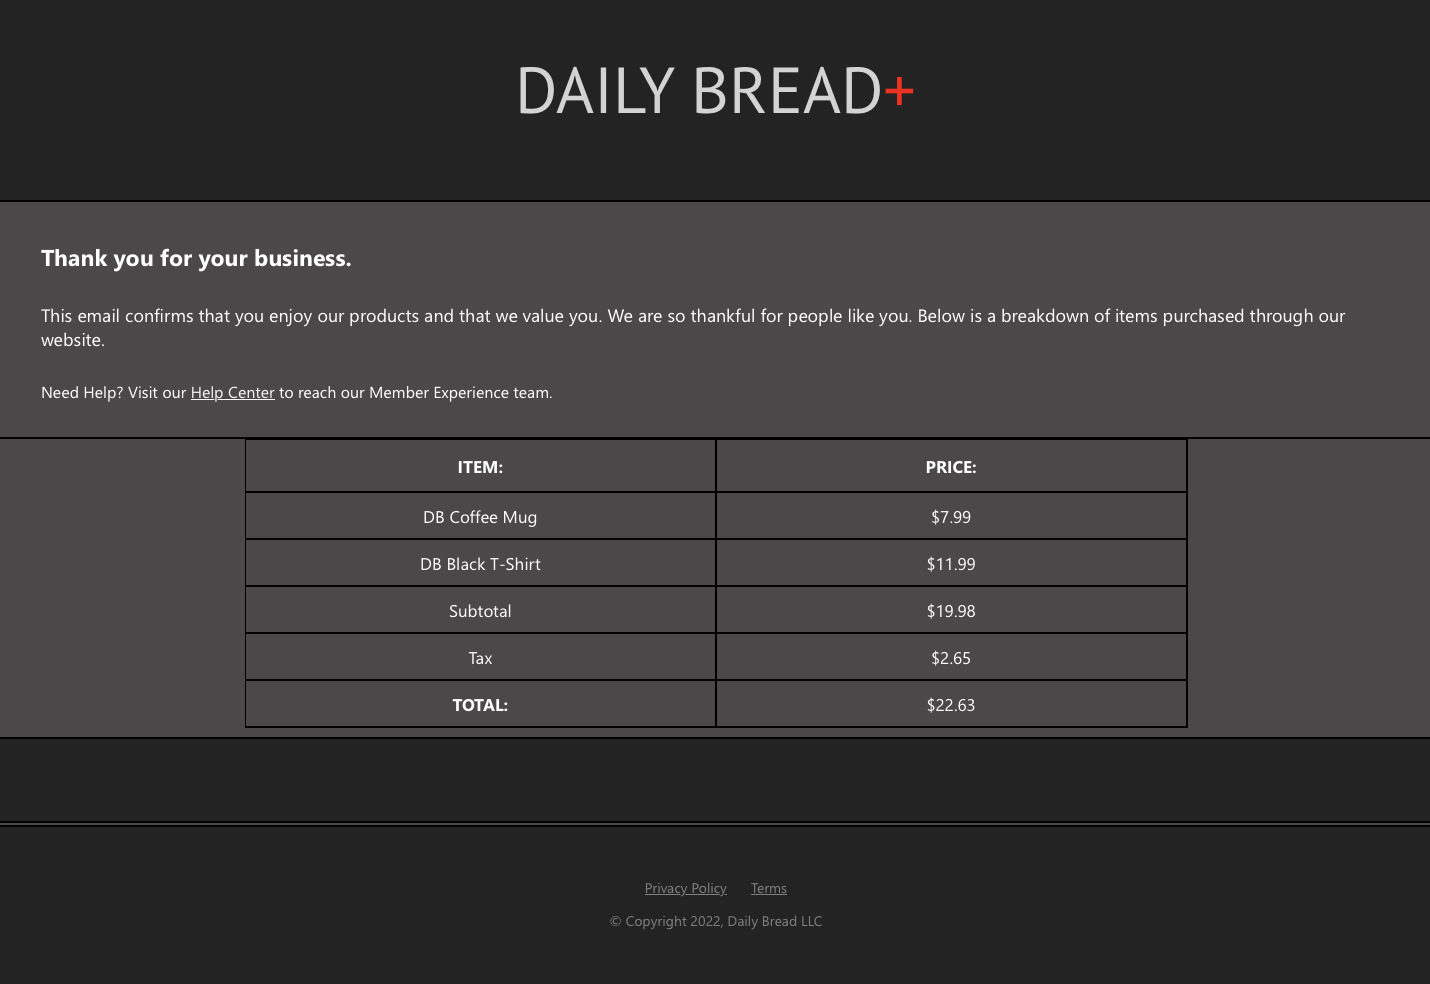 DAILY BREAD+
Thank you for your business.
This email confirms that you enjoy our products and that we value you. We are so thankful for people like you. Below is a breakdown of items purchased through our
website.
Need Help? Visit our Help Center to reach our Member Experience team.
ITEM: PRICE:
DB Coffee Mug $7.99
DB Black T-Shirt $11.99
Subtotal $19.98
Tax $2.65
TOTAL: $22.63
Privacy Policy Terms
© Copyright 2022, Daily Bread LLC